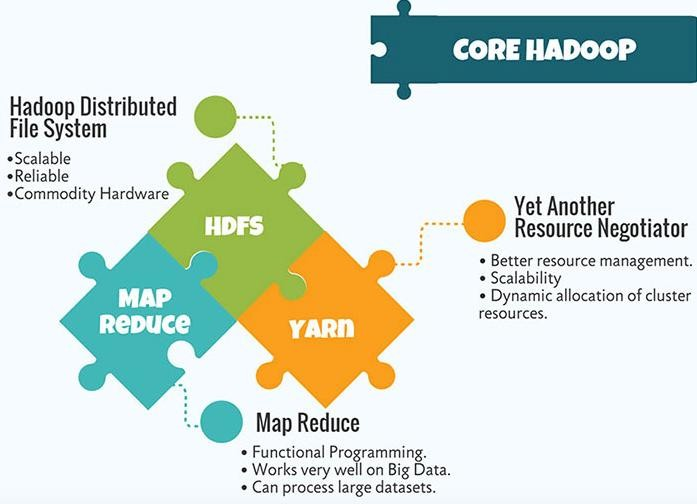 CORE HADOOP
Hadoop Distributed
File System
•Scalable
•Reliable
•Commodity Hardware
HDFS
Yet Another
Resource Negotiator
• Better resource management.
• Scalability
• Dynamic allocation of cluster
resources.
MAP
Reduce
YARn
Map Reduce
• Functional Programming.
• Works very well on Big Data.
• Can process large datasets.